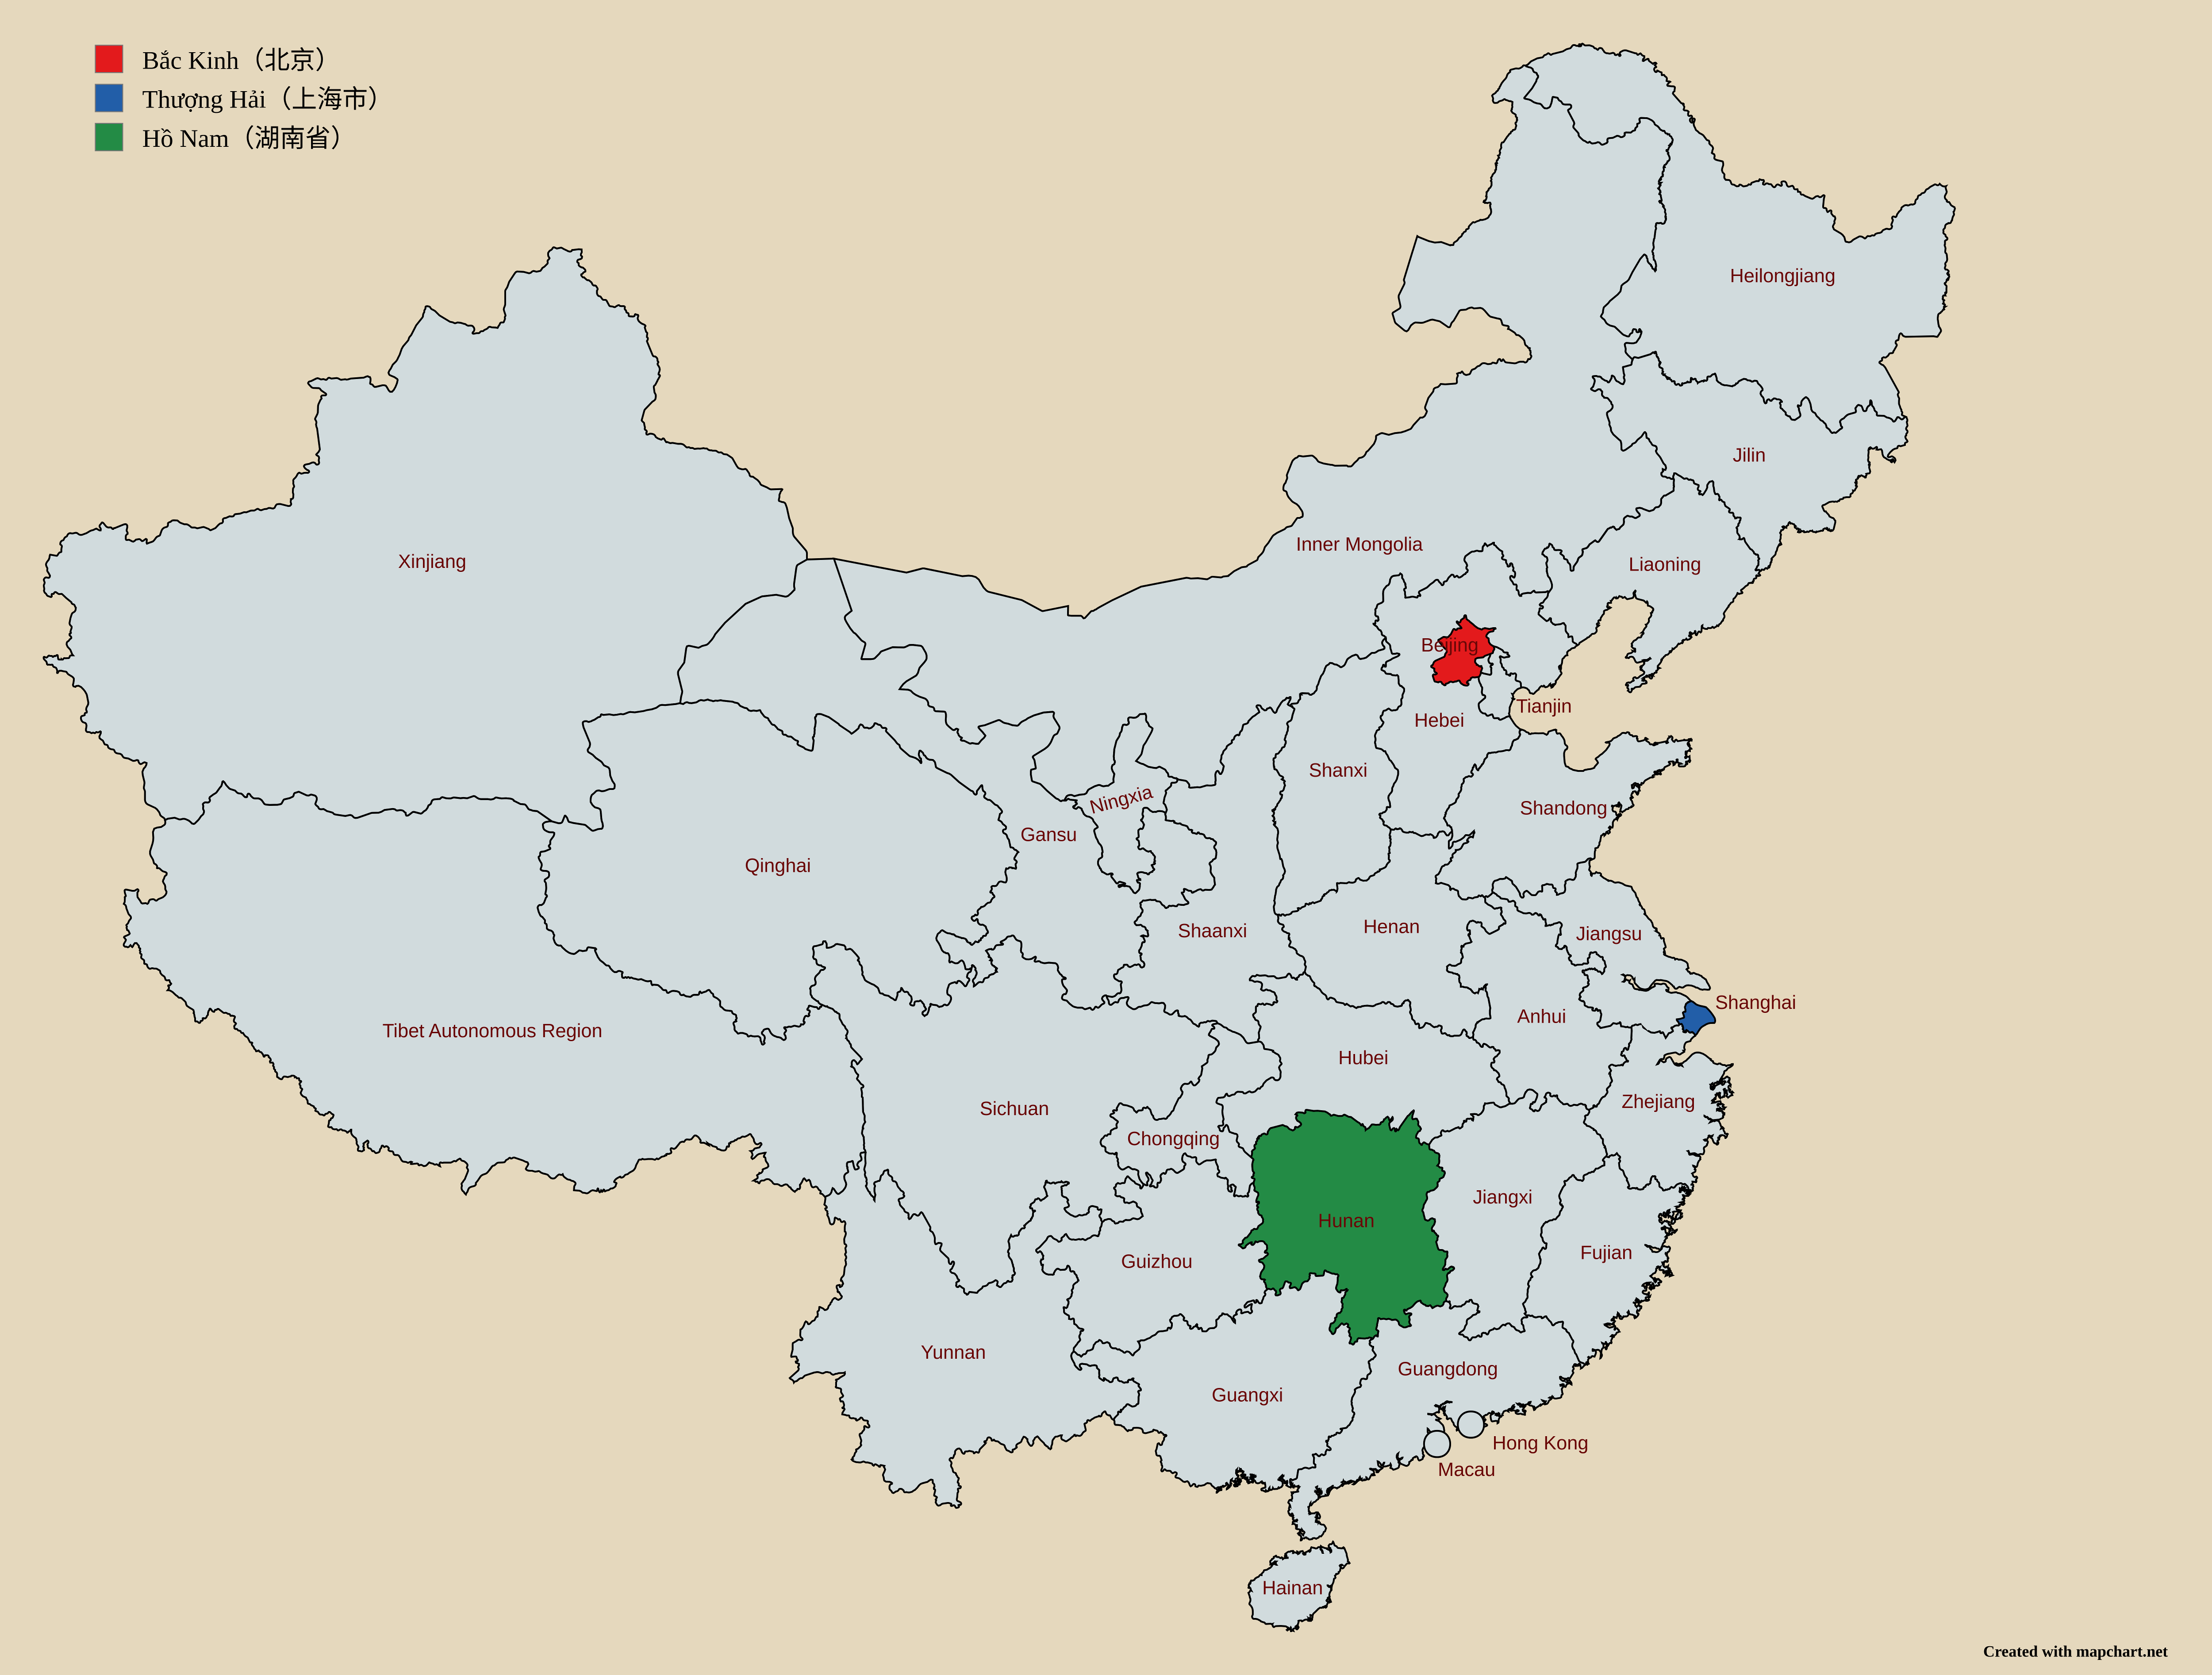 Bắc Kinh（北京）
Thượng Hải（上海市）
Hồ Nam（湖南省）
Heilongjiang
Jilin
Inner Mongolia
Xinjiang
Liaoning
Beijing
Tianjin
Hebei
Shanxi
Ningxia
Shandong
Gansu
Qinghai
Shaanxi
Henan
Jiangsu
Shanghai
Anhui
Tibet Autonomous Region
Hubei
Zhejiang
Sichuan
Chongqing
Jiangxi
Hunan
Fujian
Guizhou
Yunnan
Guangdong
Guangxi
Hong Kong
Macau
Hainan
Created with mapchart.net